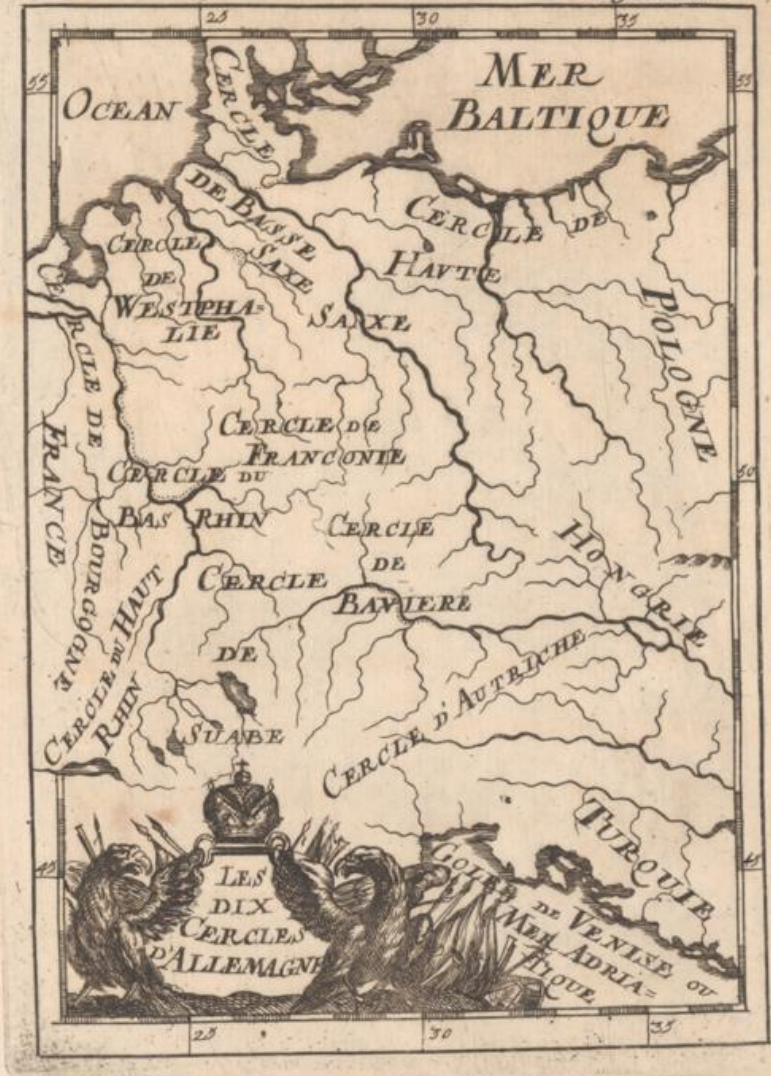 25 30 35
55 55
OCEAN
CERCLE
DE BASSE
SAXE
MER
BALTIQUE
CERCLE DE
HAVTE
SAXE
CERCLE
DE
WESTPHA-
LIE
POLOGNE
CERCLE DE
BOURGOGNE
FRANCE
CERCLE DE
FRANCONIE
CERCLE DU
BAS RHIN
50
CERCLE
DE
BAVIERE
HONGRIE
CERCLE DU HAUT
RHIN
CERCLE
DE
SUABE
CERCLE D'AUTRICHE
TURQUIE
45 45
GOLFE DE VENISE OU
MER ADRIA=
TIQUE
LES
DIX
CERCLES
D'ALLEMAGNE
25 30 35